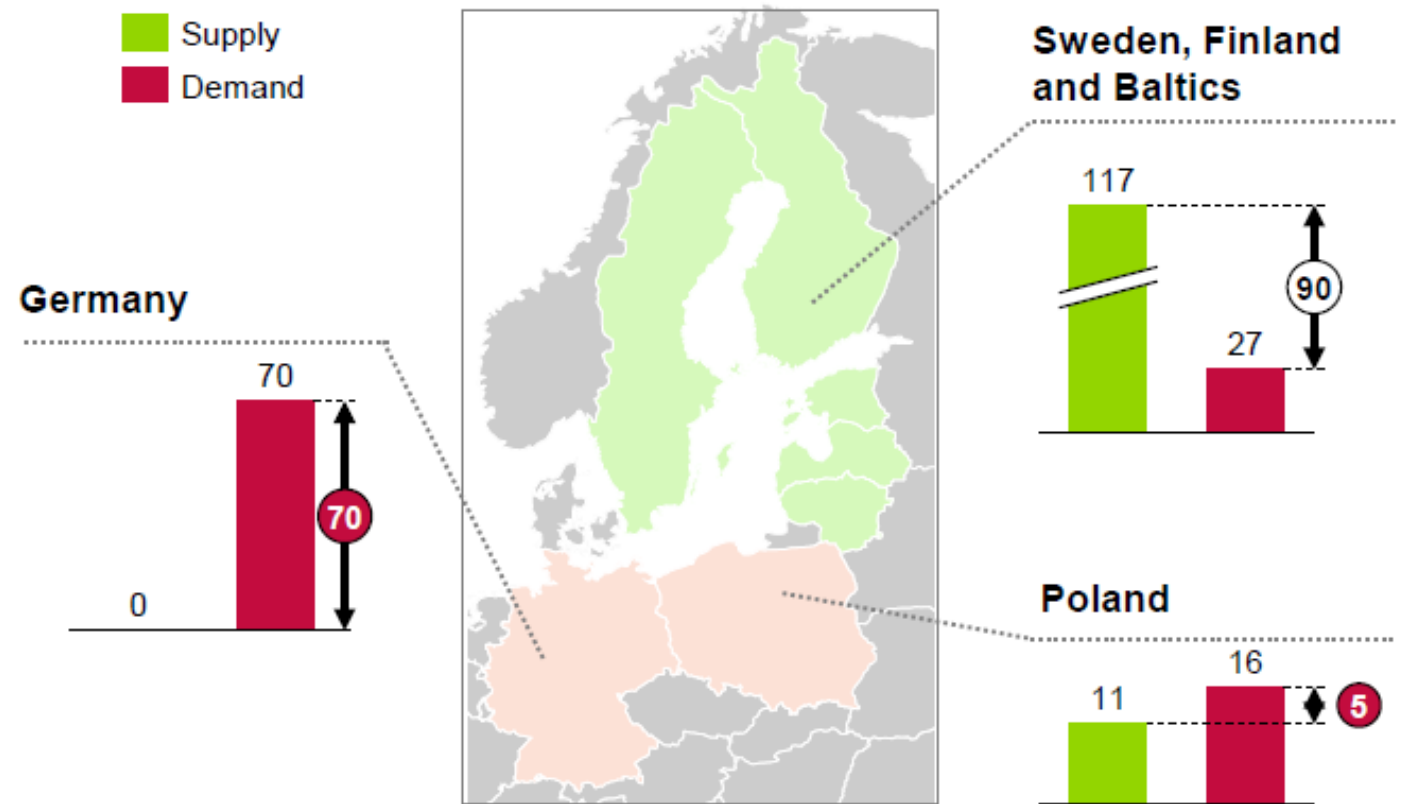 Supply
Demand
Sweden, Finland
and Baltics
117
90
27
Germany
70
70
0
Poland
16
11
5